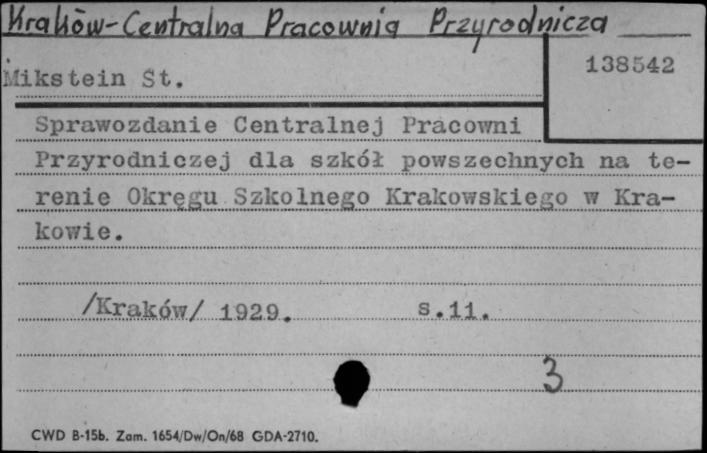 Kraków-Centralna Pracownia Przyrodnicza
138542
Mikstein St.
Sprawozdanie Centralnej Pracowni
Przyrodniczej dla szkół powszechnych na te-
renie Okręgu Szkolnego Krakowskiego w Kra-
kowie.
/Kraków/ 1929. s.11.
3
CWD B-15b. Zam. 1654/Dw/On/68 GDA-2710.